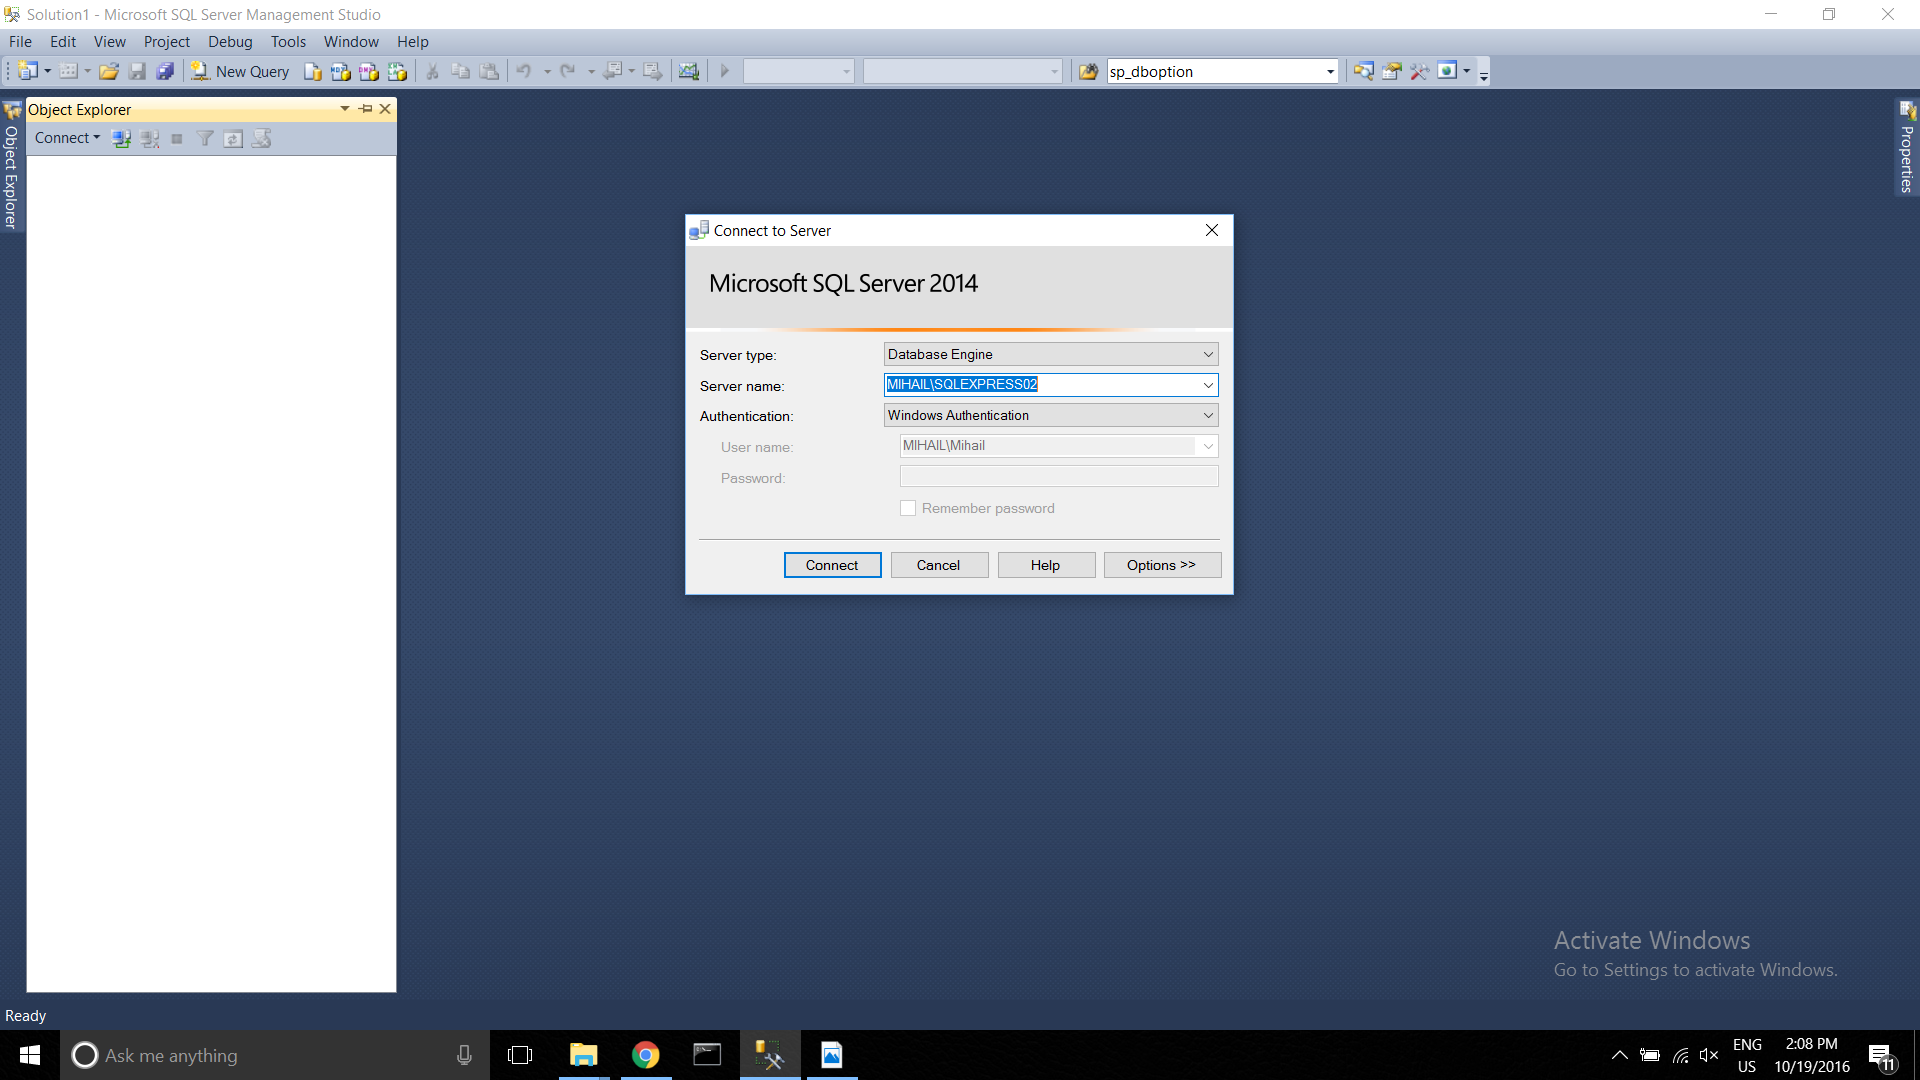 Solution1 - Microsoft SQL Server Management Studio
File Edit View Project Debug Tools Window Help
New Query
sp_dboption
Object Explorer
Connect
Object Explorer
Properties
Connect to Server
Microsoft SQL Server 2014
Server type: Database Engine
Server name: MIHAIL\SQLEXPRESS02
Authentication: Windows Authentication
User name: MIHAIL\Mihail
Password:
Remember password
Connect Cancel Help Options >>
Activate Windows
Go to Settings to activate Windows.
Ready
Ask me anything
ENG
US
2:08 PM
10/19/2016
11